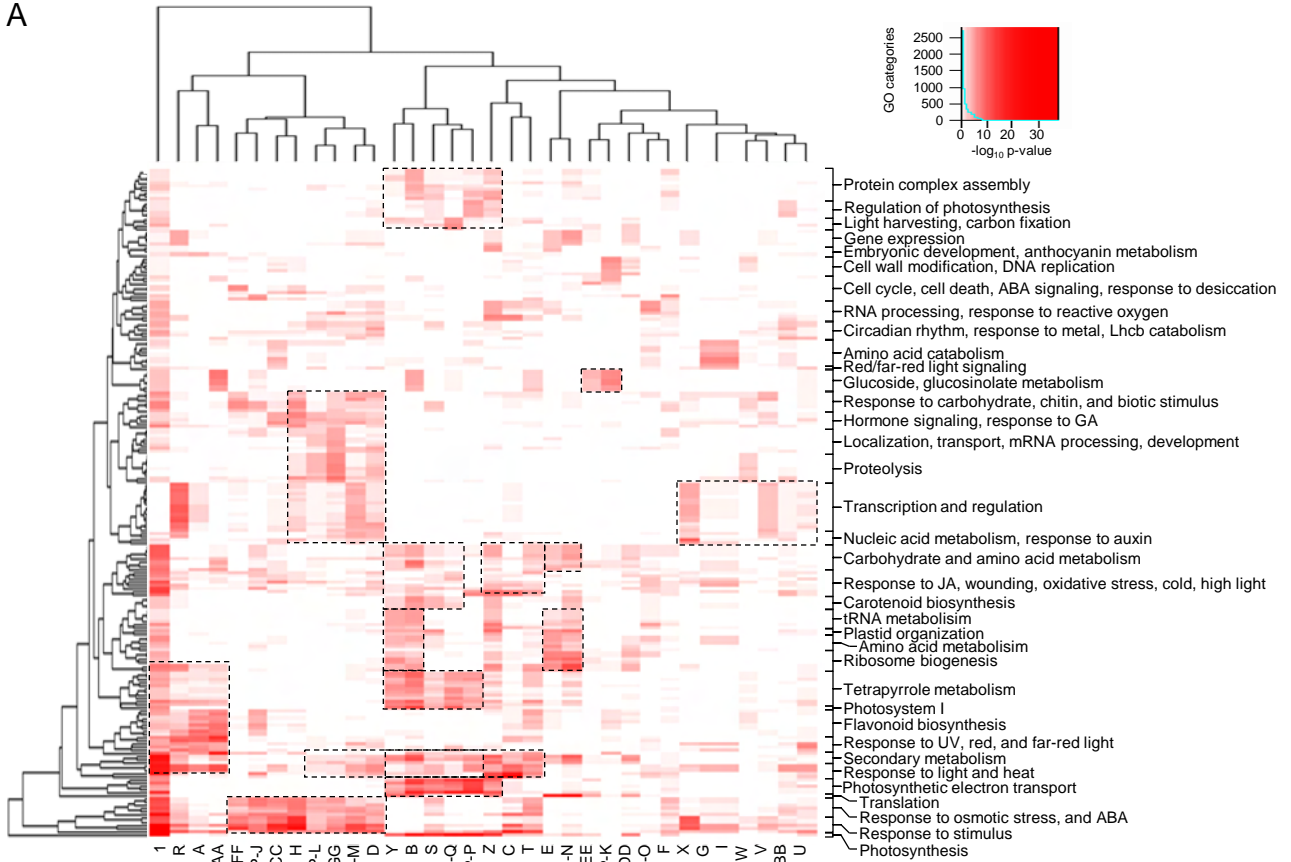 A
GO categories
2500
2000
1500
1000
500
0
0 10 20 30
-log10 p-value
Protein complex assembly
Regulation of photosynthesis
Light harvesting, carbon fixation
Gene expression
Embryonic development, anthocyanin metabolism
Cell wall modification, DNA replication
Cell cycle, cell death, ABA signaling, response to desiccation
RNA processing, response to reactive oxygen
Circadian rhythm, response to metal, Lhcb catabolism
Amino acid catabolism
Red/far-red light signaling
Glucoside, glucosinolate metabolism
Response to carbohydrate, chitin, and biotic stimulus
Hormone signaling, response to GA
Localization, transport, mRNA processing, development
Proteolysis
Transcription and regulation
Nucleic acid metabolism, response to auxin
Carbohydrate and amino acid metabolism
Response to JA, wounding, oxidative stress, cold, high light
Carotenoid biosynthesis
tRNA metabolisim
Plastid organization
Amino acid metabolisim
Ribosome biogenesis
Tetrapyrrole metabolism
Photosystem I
Flavonoid biosynthesis
Response to UV, red, and far-red light
Secondary metabolism
Response to light and heat
Photosynthetic electron transport
Translation
Response to osmotic stress, and ABA
Response to stimulus
Photosynthesis
1 R A AA FF -J CC H -L GG -M D Y B S -Q -P Z C T E -N EE -K DD -O F X G I W V BB U